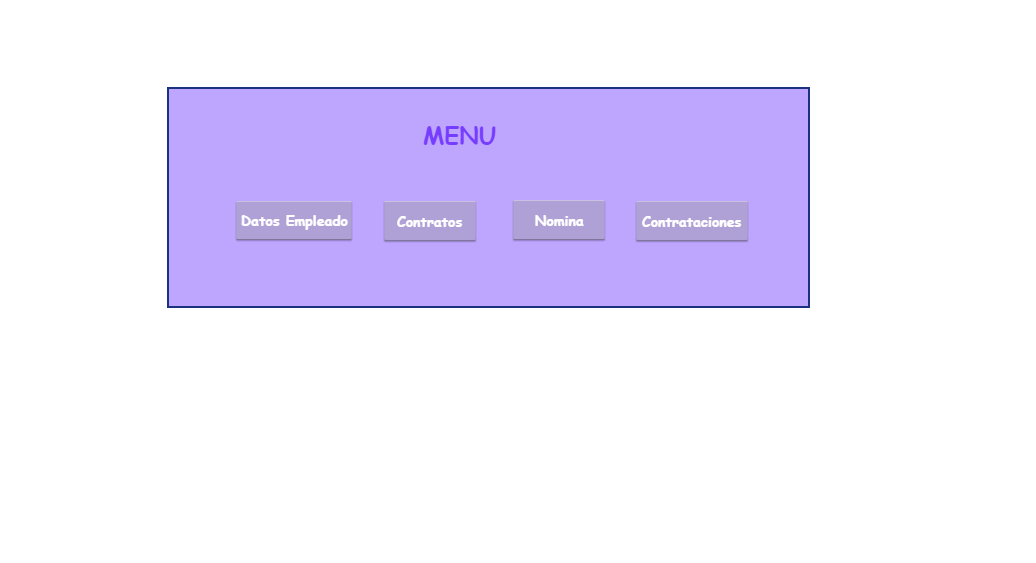 MENU
Datos Empleado
Contratos
Nomina
Contrataciones